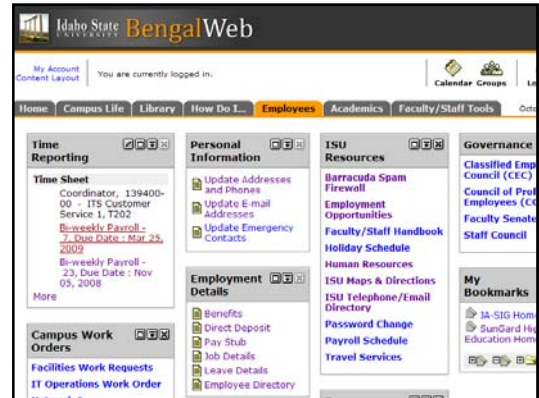 Idaho State
UNIVERSITY
BengalWeb
My Account
Content Layout
You are currently logged in.
Calendar Groups
Home
Campus Life
Library
How Do I...
Employees
Academics
Faculty/Staff Tools
Time
Reporting
Time Sheet
Coordinator, 139400-
00 - ITS Customer
Service 1, T202
Bi-weekly Payroll -
7, Due Date : Mar 25,
2009
Bi-weekly Payroll -
23, Due Date : Nov
05, 2008
More
Campus Work
Orders
Facilities Work Requests
IT Operations Work Order
Personal
Information
Update Addresses
and Phones
Update E-mail
Addresses
Update Emergency
Contacts
Employment
Details
Benefits
Direct Deposit
Pay Stub
Job Details
Leave Details
Employee Directory
ISU
Resources
Barracuda Spam
Firewall
Employment
Opportunities
Faculty/Staff Handbook
Holiday Schedule
Human Resources
ISU Maps & Directions
ISU Telephone/Email
Directory
Password Change
Payroll Schedule
Travel Services
Governance
Classified Emp
Council (CEC)
Council of Prof
Employees (CO
Faculty Senate
Staff Council
My
Bookmarks
JA-SIG Hom
SunGard Hig
Education Hom